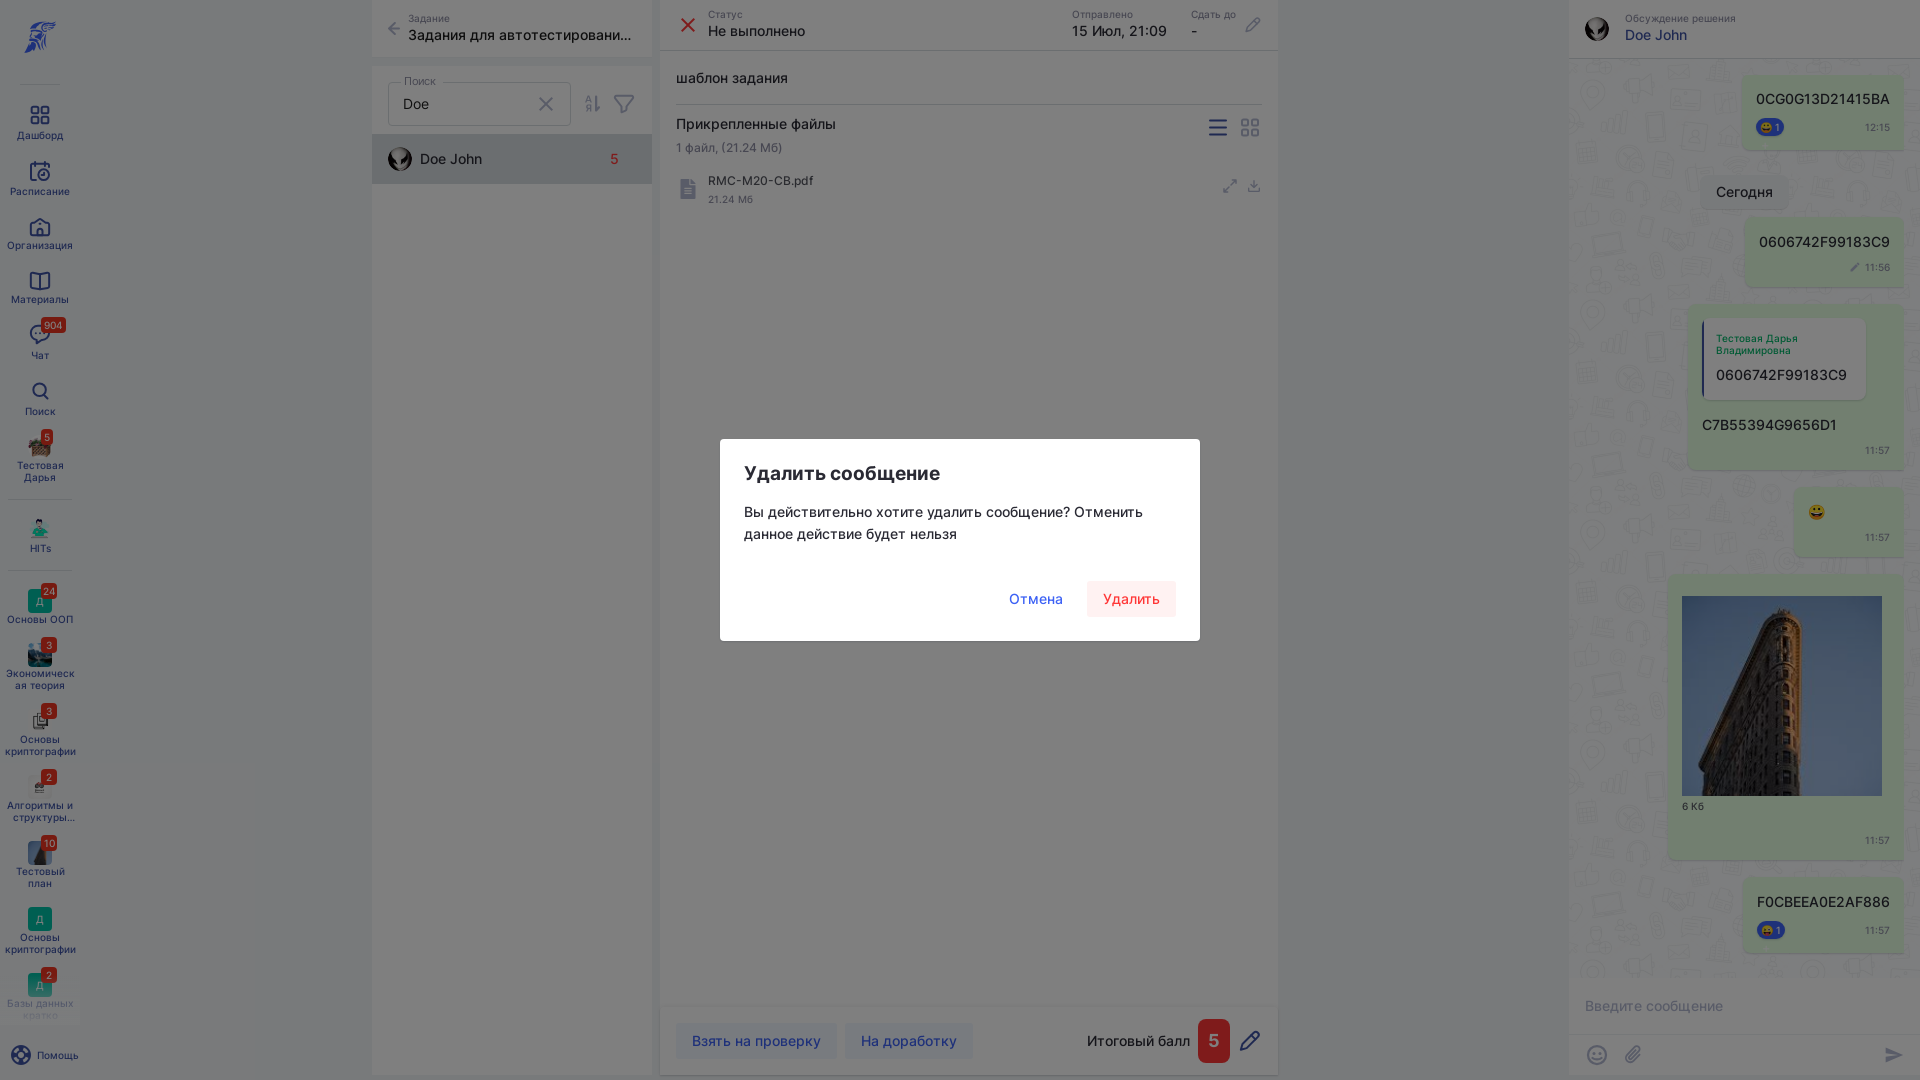 Дашборд
Расписание
Организация
Материалы
904
Чат
Поиск
5
Тестовая
Дарья
HITs
24
Д
Основы ООП
3
Экономическ
ая теория
3
Основы
криптографии
2
Алгоритмы и
структуры...
10
Тестовый
план
Д
Основы
криптографии
2
Д
Базы данных
кратко
Помощь
Задание
Задания для автотестировани...
Поиск
Doe
Doe John
5
Статус
Не выполнено
Отправлено
15 Июл, 21:09
Сдать до
-
шаблон задания
Прикрепленные файлы
1 файл, (21.24 Мб)
RMC-M20-CB.pdf
21.24 Мб
Удалить сообщение
Вы действительно хотите удалить сообщение? Отменить
данное действие будет нельзя
Отмена
Удалить
Взять на проверку
На доработку
Итоговый балл
5
Обсуждение решения
Doe John
0CG0G13D21415BA
1
12:15
Сегодня
0606742F99183C9
11:56
Тестовая Дарья
Владимировна
0606742F99183C9
C7B55394G9656D1
11:57
11:57
6 Кб
11:57
F0CBEEA0E2AF886
1
11:57
Введите сообщение